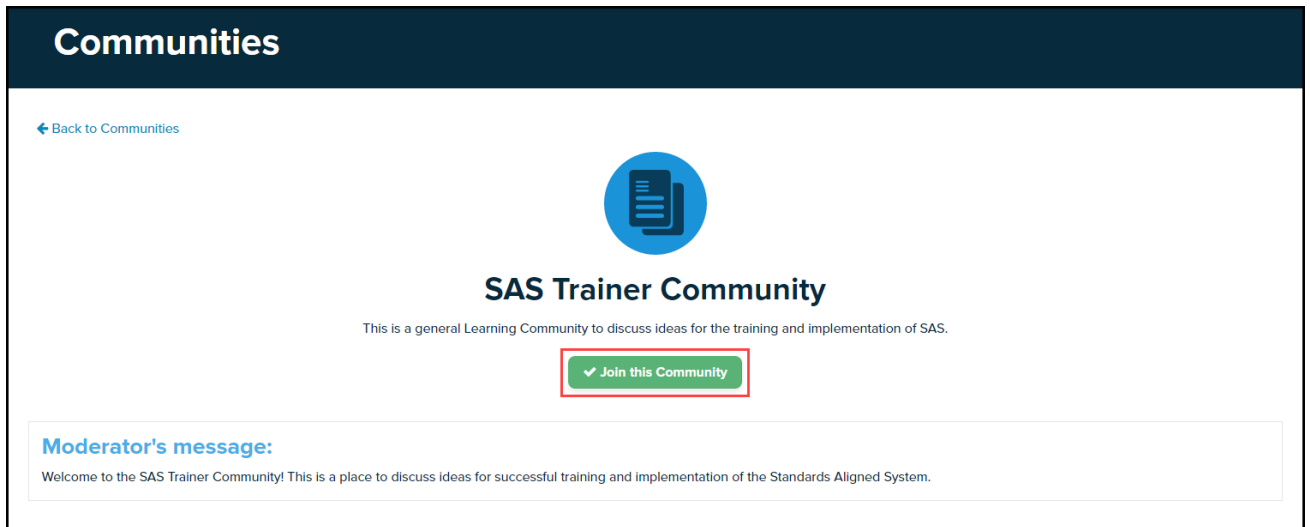 Communities
Back to Communities
SAS Trainer Community
This is a general Learning Community to discuss ideas for the training and implementation of SAS.
Join this Community
Moderator's message:
Welcome to the SAS Trainer Community! This is a place to discuss ideas for successful training and implementation of the Standards Aligned System.